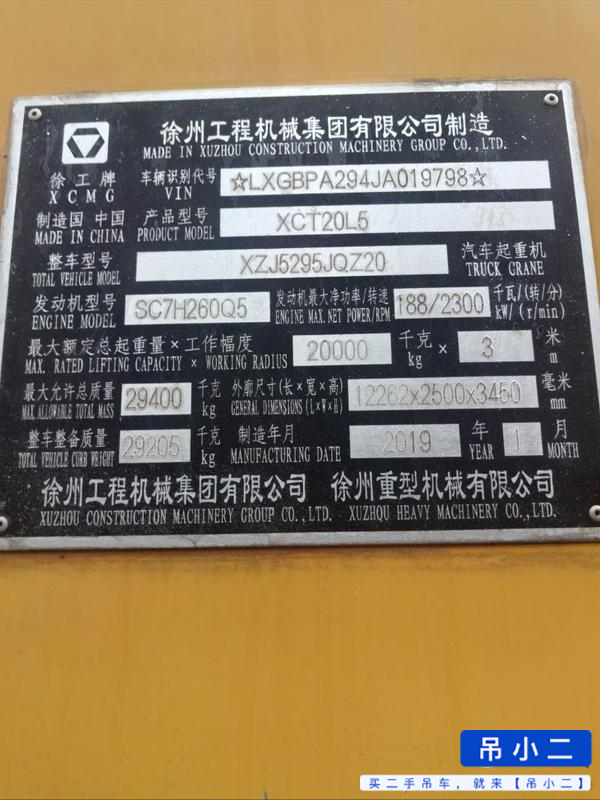 徐州工程机械集团有限公司制造
MADE IN XUZHOU CONSTRUCTION MACHINERY GROUP CO.,LTD.
徐工牌 车辆识别代号 ☆LXGBPA294JA019798☆
XCMG VIN
制造国 中国 产品型号 XCT20L5
MADE IN CHINA PRODUCT MODEL
整车型号 XZJ5295JQZ20 汽车起重机
TOTAL VEHICLE MODEL TRUCK CRANE
发动机型号 SC7H260Q5 发动机最大净功率/转速 188/2300 千瓦/(转/分)
ENGINE MODEL ENGINE MAX.NET POWER/RPM kW/(r/min)
最大额定总起重量×工作幅度 20000 千克 × 3 米
MAX. RATED LIFTING CAPACITY × WORKING RADIUS kg m
最大允许总质量 29400 千克 外廓尺寸(长×宽×高) 12262x2500x3450 毫米
MAX.ALLOWABLE TOTAL MASS kg GENERAL DIMENSIONS(L×W×H) mm
整车整备质量 29205 千克 制造年月 2019 年 1 月
TOTAL VEHICLE CURB WEIGHT kg MANUFACTURING DATE YEAR MONTH
徐州工程机械集团有限公司 徐州重型机械有限公司
XUZHOU CONSTRUCTION MACHINERY GROUP CO.,LTD. XUZHOU HEAVY MACHINERY CO.,LTD.
吊小二
买二手吊车，就来【吊小二】